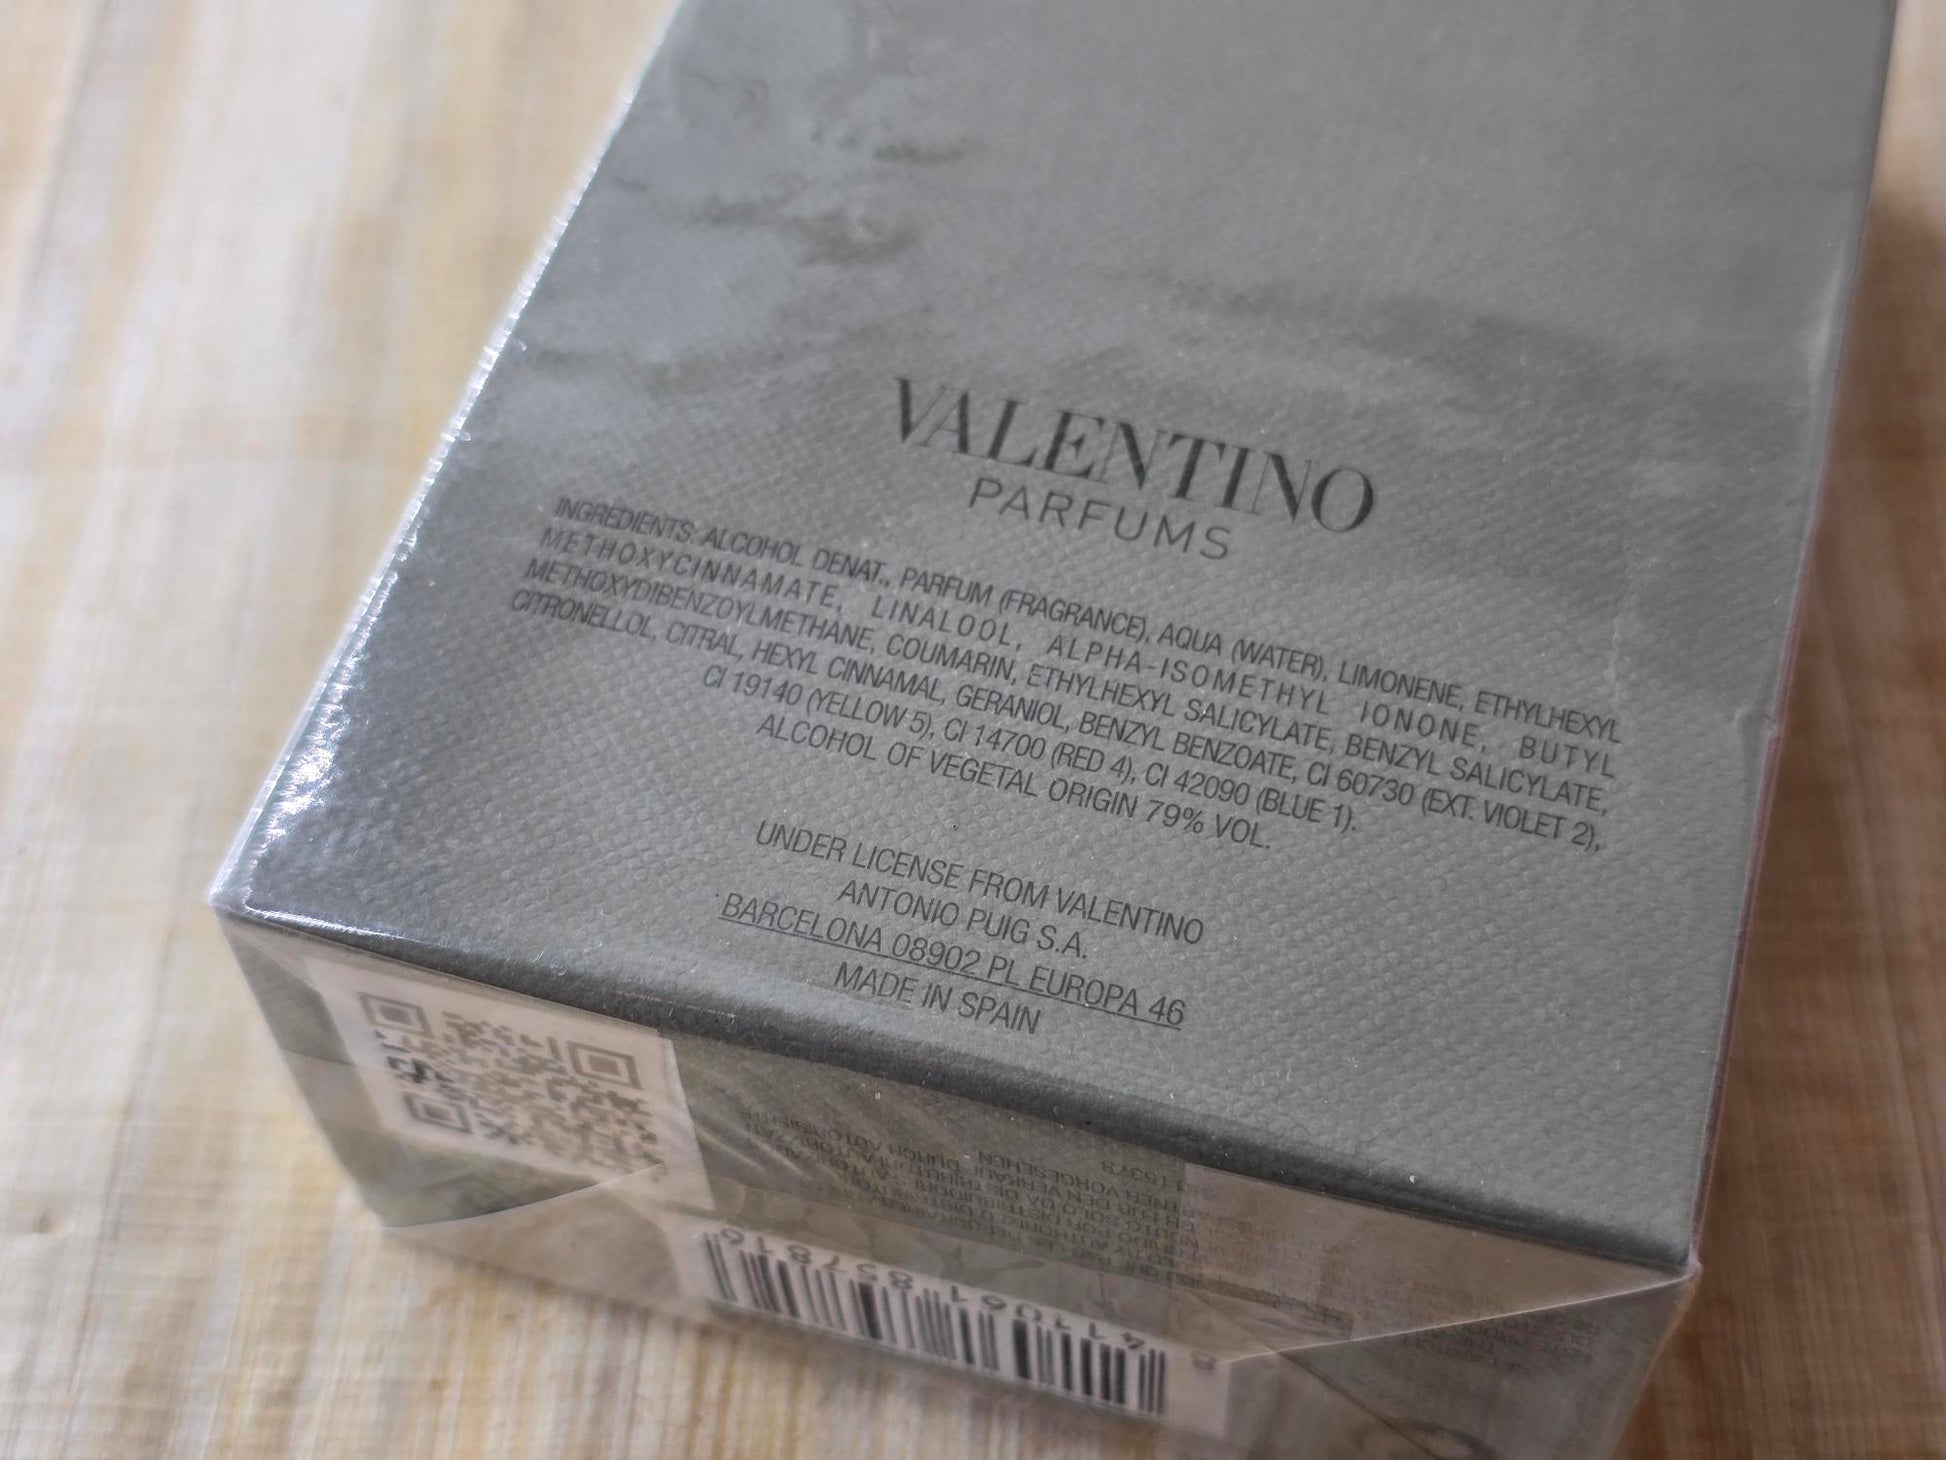 VALENTINO
PARFUMS
INGREDIENTS: ALCOHOL DENAT., PARFUM (FRAGRANCE), AQUA (WATER), LIMONENE, ETHYLHEXYL
METHOXYCINNAMATE, LINALOOL, ALPHA-ISOMETHYL IONONE, BUTYL
METHOXYDIBENZOYLMETHANE, COUMARIN, ETHYLHEXYL SALICYLATE, BENZYL SALICYLATE,
CITRONELLOL, CITRAL, HEXYL CINNAMAL, GERANIOL, BENZYL BENZOATE, CI 60730 (EXT. VIOLET 2),
CI 19140 (YELLOW 5), CI 14700 (RED 4), CI 42090 (BLUE 1).
ALCOHOL OF VEGETAL ORIGIN 79% VOL.
UNDER LICENSE FROM VALENTINO
ANTONIO PUIG S.A.
BARCELONA 08902 PL EUROPA 46
MADE IN SPAIN
8 411061 857816